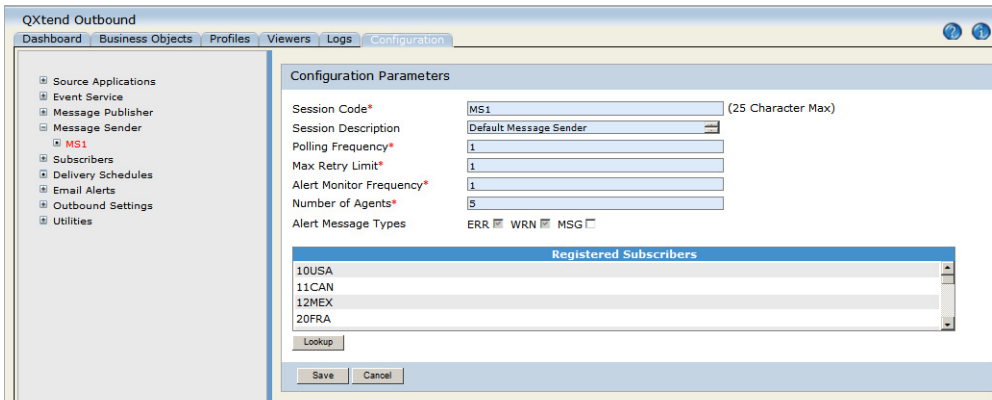 QXtend Outbound
Dashboard Business Objects Profiles Viewers Logs Configuration
Source Applications
Event Service
Message Publisher
Message Sender
MS1
Subscribers
Delivery Schedules
Email Alerts
Outbound Settings
Utilities
Configuration Parameters
Session Code* MS1 (25 Character Max)
Session Description Default Message Sender
Polling Frequency* 1
Max Retry Limit* 1
Alert Monitor Frequency* 1
Number of Agents* 5
Alert Message Types ERR WRN MSG
Registered Subscribers
10USA
11CAN
12MEX
20FRA
Lookup
Save Cancel